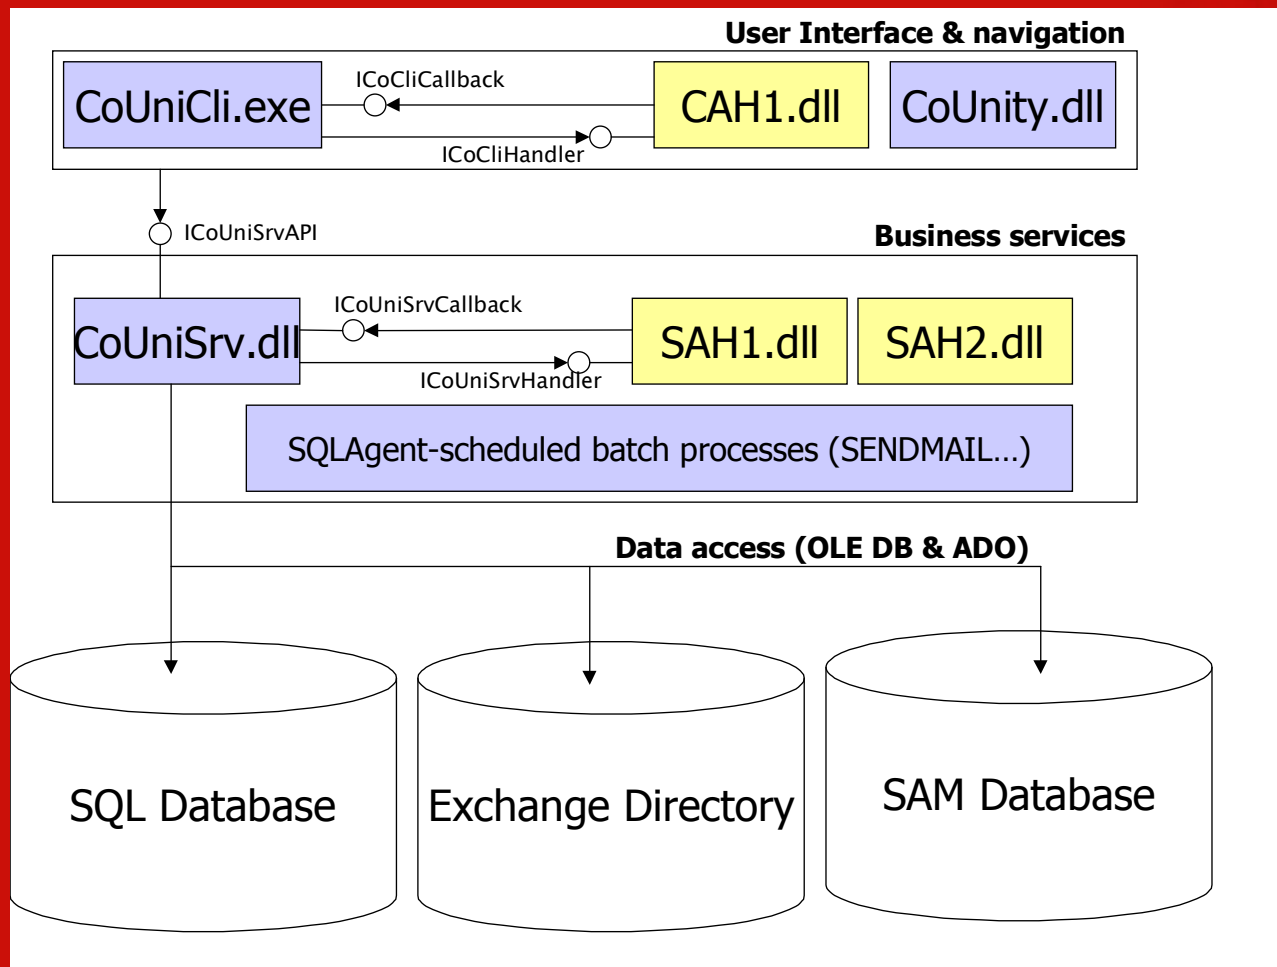 User Interface & navigation
CoUniCli.exe
ICoCliCallback
CAH1.dll
CoUnity.dll
ICoCliHandler
ICoUniSrvAPI
Business services
CoUniSrv.dll
ICoUniSrvCallback
SAH1.dll
SAH2.dll
ICoUniSrvHandler
SQLAgent-scheduled batch processes (SENDMAIL…)
Data access (OLE DB & ADO)
SQL Database
Exchange Directory
SAM Database